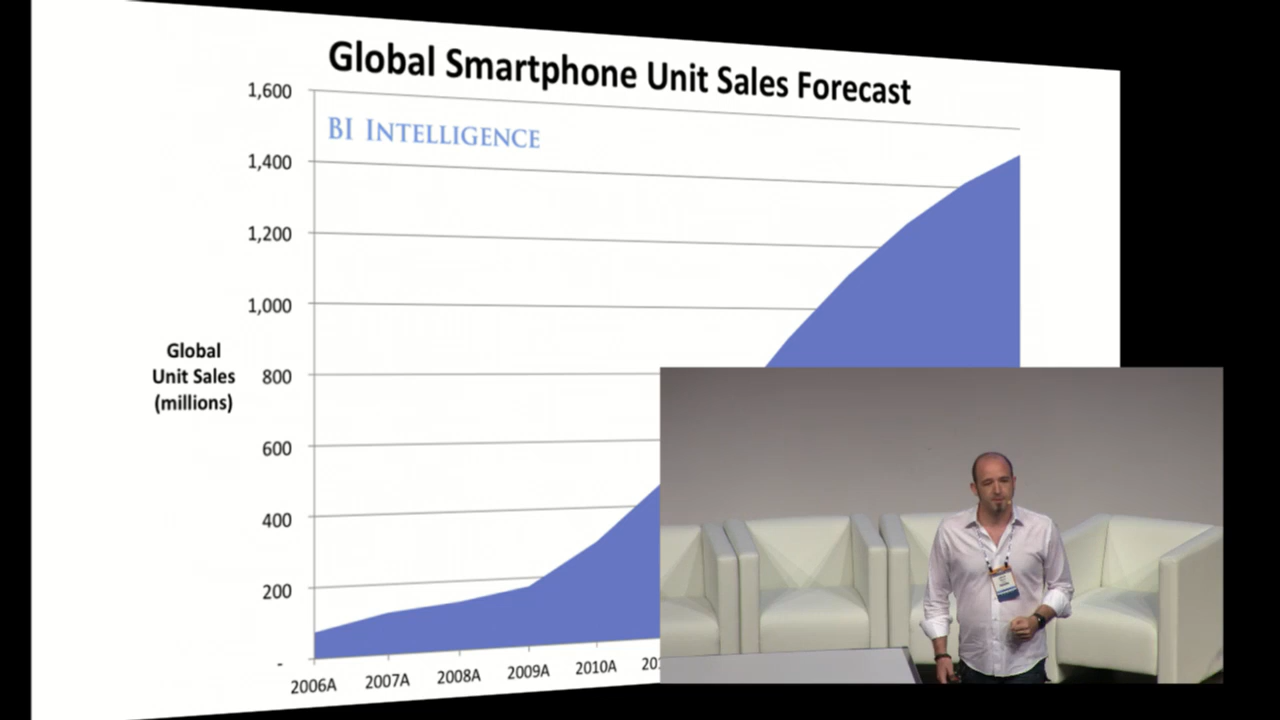 Global Smartphone Unit Sales Forecast
1,600
BI INTELLIGENCE
1,400
1,200
1,000
Global
Unit Sales
(millions)
800
600
400
200
-
2006A
2007A
2008A
2009A
2010A